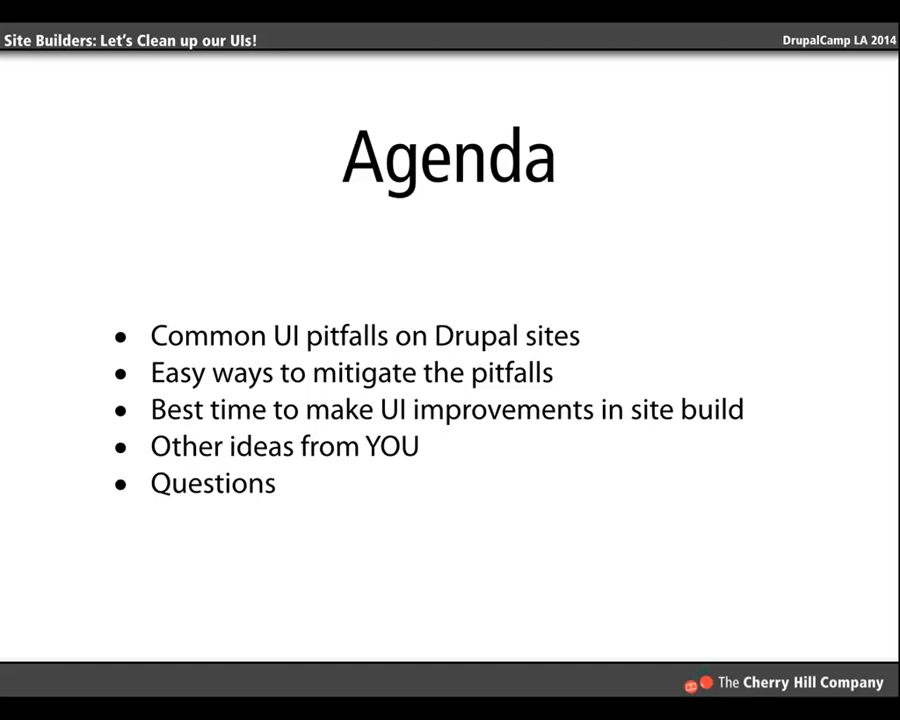 Site Builders: Let's Clean up our UIs!
DrupalCamp LA 2014
Agenda
• Common UI pitfalls on Drupal sites
• Easy ways to mitigate the pitfalls
• Best time to make UI improvements in site build
• Other ideas from YOU
• Questions
The Cherry Hill Company